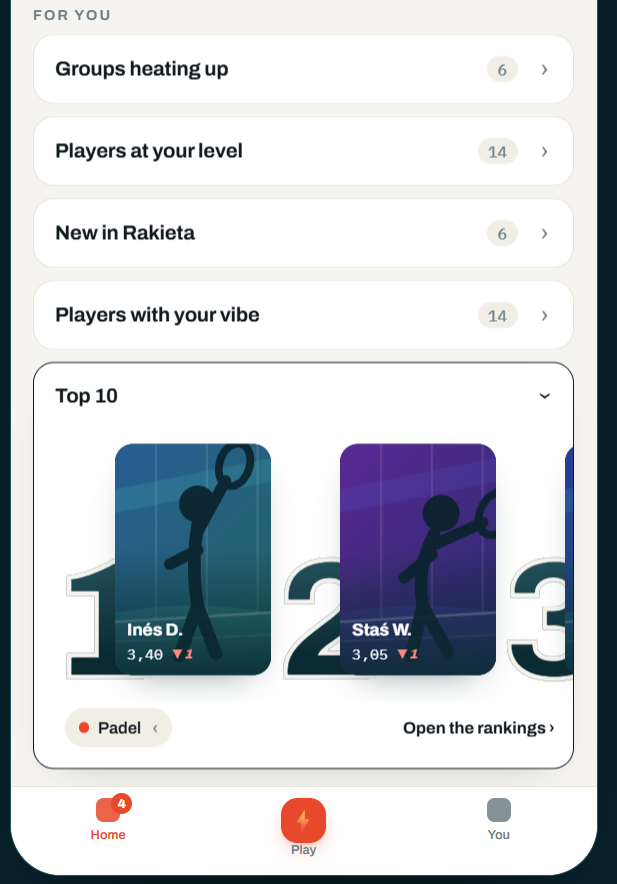 FOR YOU
Groups heating up 6 ›
Players at your level 14 ›
New in Rakieta 6 ›
Players with your vibe 14 ›
Top 10
1 2 3
Inés D. Staś W.
3,40 ▼1 3,05 ▼1
Padel ‹ Open the rankings ›
4
Home Play You